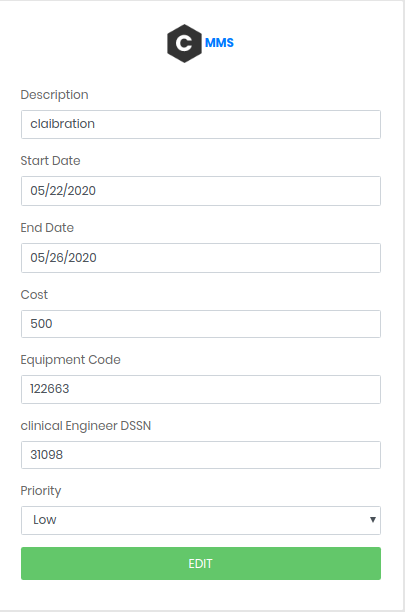 C MMS
Description
claibration
Start Date
05/22/2020
End Date
05/26/2020
Cost
500
Equipment Code
122663
clinical Engineer DSSN
31098
Priority
Low
EDIT